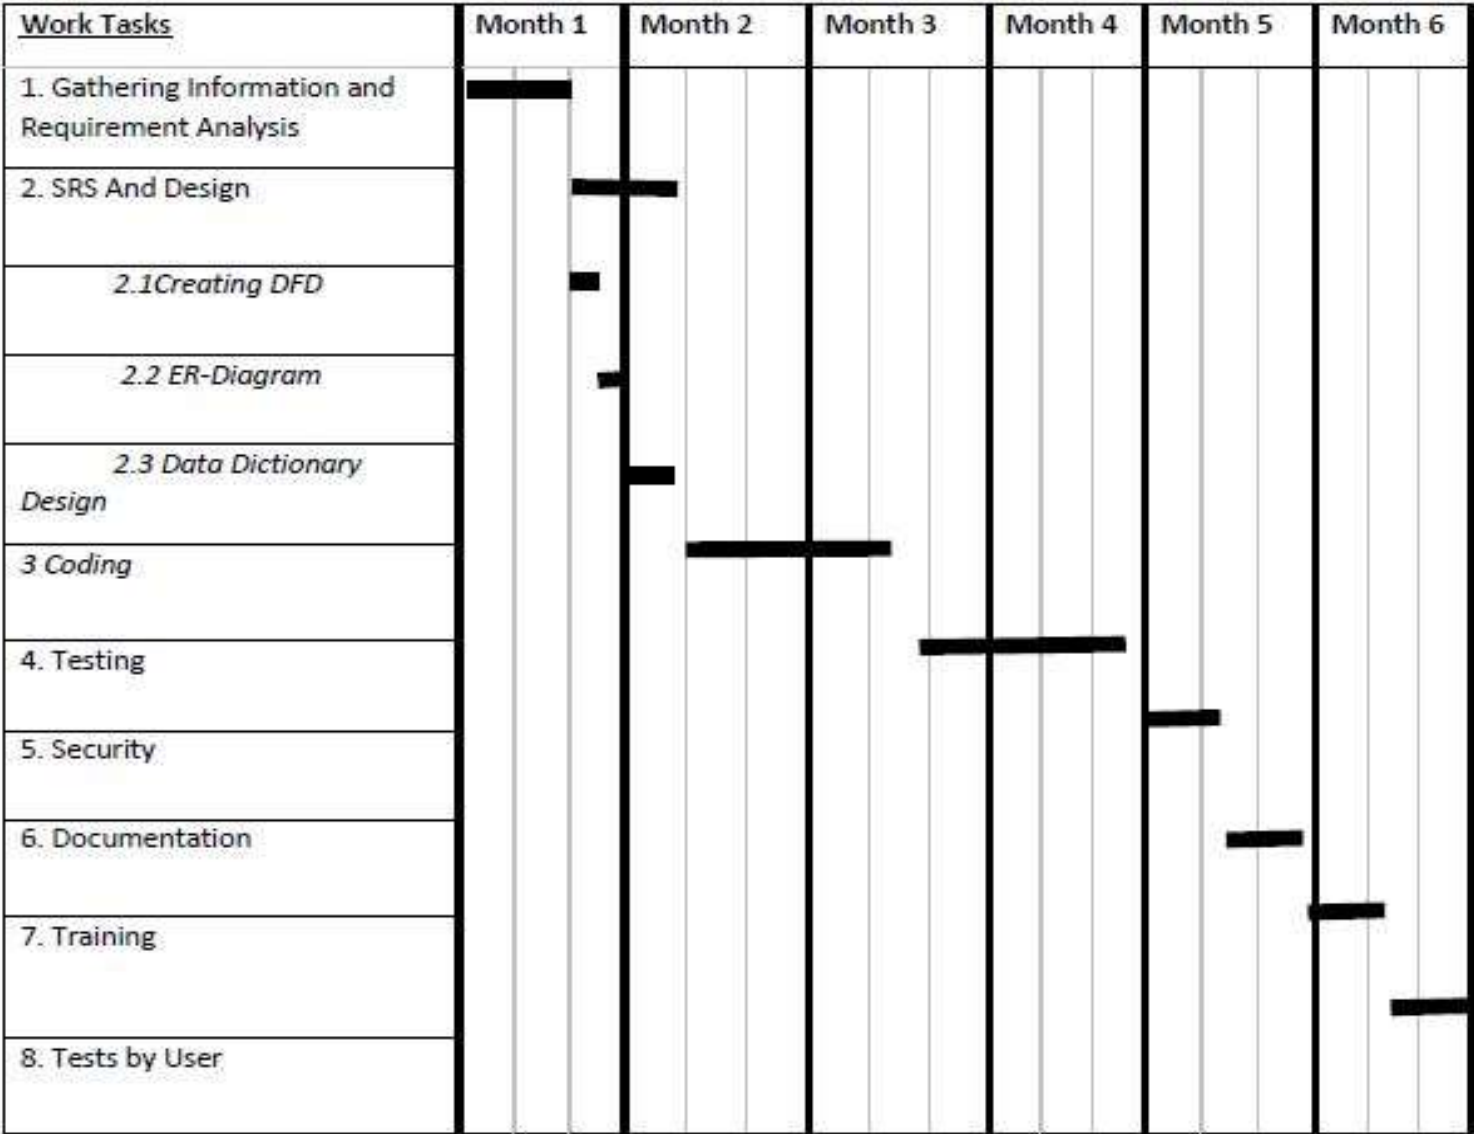 Work Tasks Month 1 Month 2 Month 3 Month 4 Month 5 Month 6
1. Gathering Information and
Requirement Analysis
2. SRS And Design
2.1Creating DFD
2.2 ER-Diagram
2.3 Data Dictionary
Design
3 Coding
4. Testing
5. Security
6. Documentation
7. Training
8. Tests by User